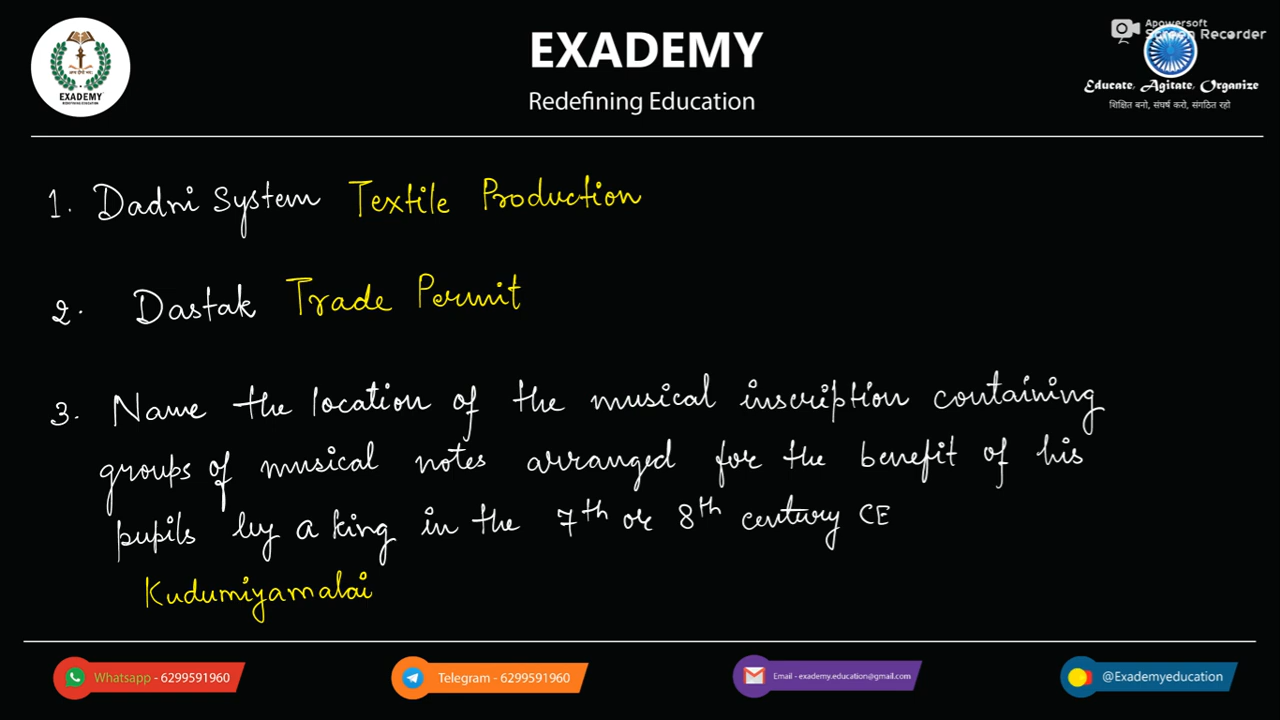 EXADEMY
Redefining Education
EXADEMY
REDEFINING EDUCATION
Apowersoft
Screen Recorder
Educate, Agitate, Organize
शिक्षित बनो, संघर्ष करो, संगठित रहो
1. Dadni System Textile Production
2. Dastak Trade Permit
3. Name the location of the musical inscription containing
groups of musical notes arranged for the benefit of his
pupils by a king in the 7th or 8th century CE
Kudumiyamalai
Whatsapp - 6299591960
Telegram - 6299591960
Email - exademy.education@gmail.com
@Exademyeducation